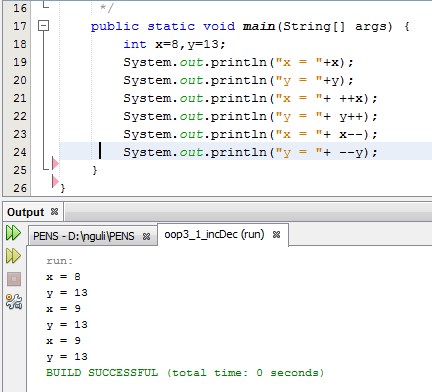 16 */
17 public static void main(String[] args) {
18 int x=8,y=13;
19 System.out.println("x = "+x);
20 System.out.println("y = "+y);
21 System.out.println("x = "+ ++x);
22 System.out.println("y = "+ y++);
23 System.out.println("x = "+ x--);
24 System.out.println("y = "+ --y);
25 }
26 }
Output
PENS - D:\nguli\PENS oop3_1_incDec (run)
run:
x = 8
y = 13
x = 9
y = 13
x = 9
y = 13
BUILD SUCCESSFUL (total time: 0 seconds)